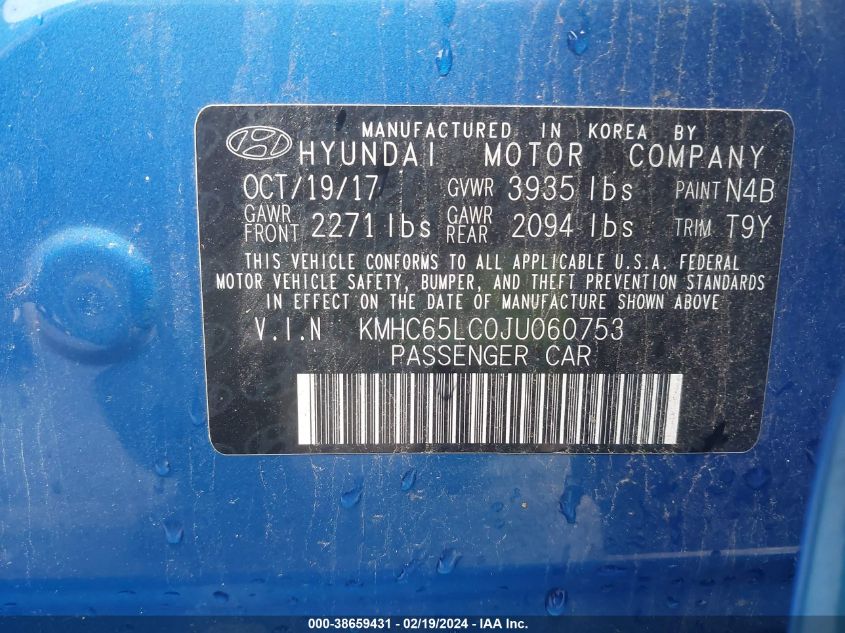 MANUFACTURED IN KOREA BY
HYUNDAI MOTOR COMPANY
OCT/19/17 GVWR 3935 lbs PAINT N4B
GAWR FRONT 2271 lbs GAWR REAR 2094 lbs TRIM T9Y
THIS VEHICLE CONFORMS TO ALL APPLICABLE U.S.A. FEDERAL
MOTOR VEHICLE SAFETY, BUMPER, AND THEFT PREVENTION STANDARDS
IN EFFECT ON THE DATE OF MANUFACTURE SHOWN ABOVE
V.I.N KMHC65LC0JU060753
PASSENGER CAR
000-38659431 - 02/19/2024 - IAA Inc.